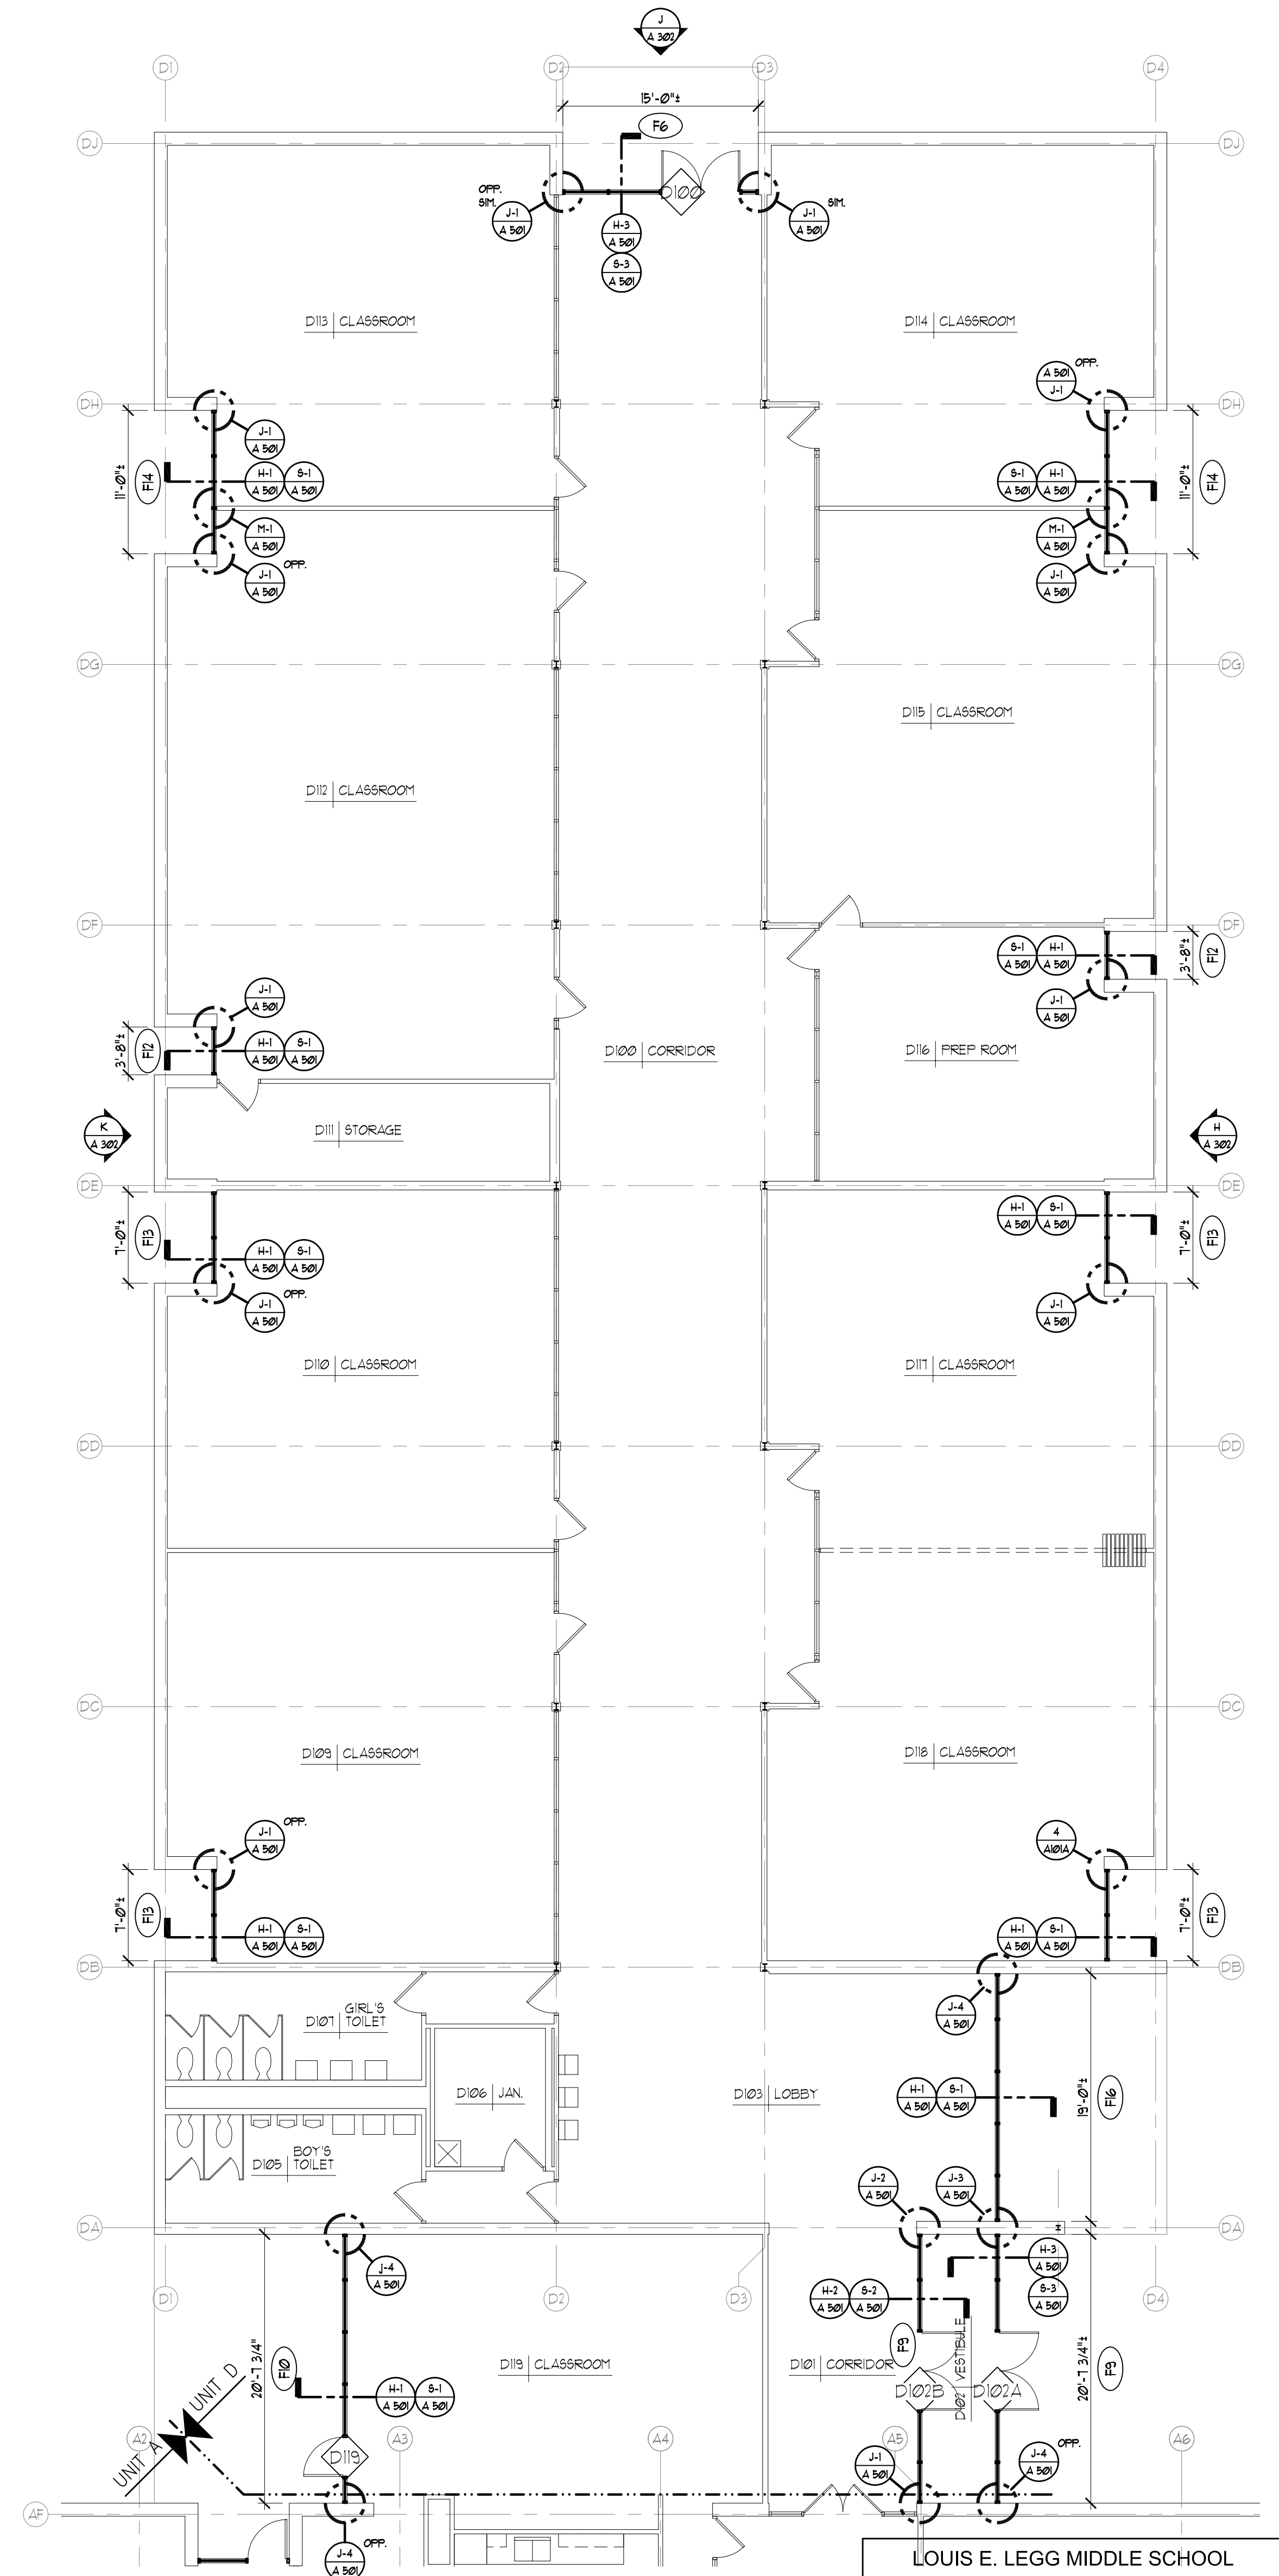 J
A 302
D1
D2
D3
D4
15'-0"±
F6
DJ
DJ
OPP.
SIM.
J-1
A 501
D100
H-3
A 501
S-3
A 501
J-1
A 501
SIM.
D113 CLASSROOM
D114 CLASSROOM
DH
DH
A 501
J-1
OPP.
J-1
A 501
11'-0"±
F14
H-1
A 501
S-1
A 501
M-1
A 501
J-1
A 501
OPP.
S-1
A 501
H-1
A 501
M-1
A 501
J-1
A 501
11'-0"±
F14
DG
DG
D115 CLASSROOM
D112 CLASSROOM
DF
DF
S-1
A 501
H-1
A 501
J-1
A 501
3'-8"±
F12
J-1
A 501
3'-8"±
F12
H-1
A 501
S-1
A 501
D100 CORRIDOR
D116 PREP ROOM
D111 STORAGE
K
A 302
H
A 302
DE
DE
7'-0"±
F13
H-1
A 501
S-1
A 501
J-1
A 501
OPP.
H-1
A 501
S-1
A 501
J-1
A 501
7'-0"±
F13
D110 CLASSROOM
D117 CLASSROOM
DD
DD
DC
DC
D109 CLASSROOM
D118 CLASSROOM
J-1
A 501
OPP.
4
A101A
7'-0"±
F13
H-1
A 501
S-1
A 501
H-1
A 501
S-1
A 501
7'-0"±
F13
DB
DB
D107 GIRL'S
TOILET
J-4
A 501
D106 JAN.
D103 LOBBY
H-1
A 501
S-1
A 501
19'-0"±
F16
D105 BOY'S
TOILET
J-2
A 501
J-3
A 501
DA
DA
J-4
A 501
H-3
A 501
S-3
A 501
H-2
A 501
S-2
A 501
D1
D2
D3
D4
20'-7 3/4"
F10
F9
D102 VESTIBULE
20'-7 3/4"±
F9
D119 CLASSROOM
D101 CORRIDOR
H-1
A 501
S-1
A 501
D102B
D102A
UNIT D
UNIT A
A2
A3
A4
A5
A6
D119
J-1
A 501
J-4
A 501
OPP.
AF
J-4
A 501
OPP.
LOUIS E. LEGG MIDDLE SCHOOL